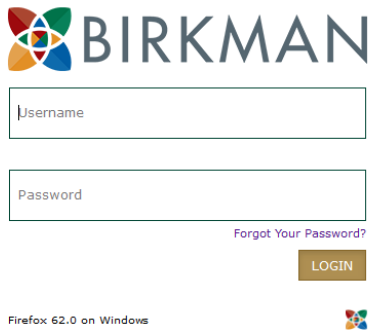 BIRKMAN
Username
Password
Forgot Your Password?
LOGIN
Firefox 62.0 on Windows